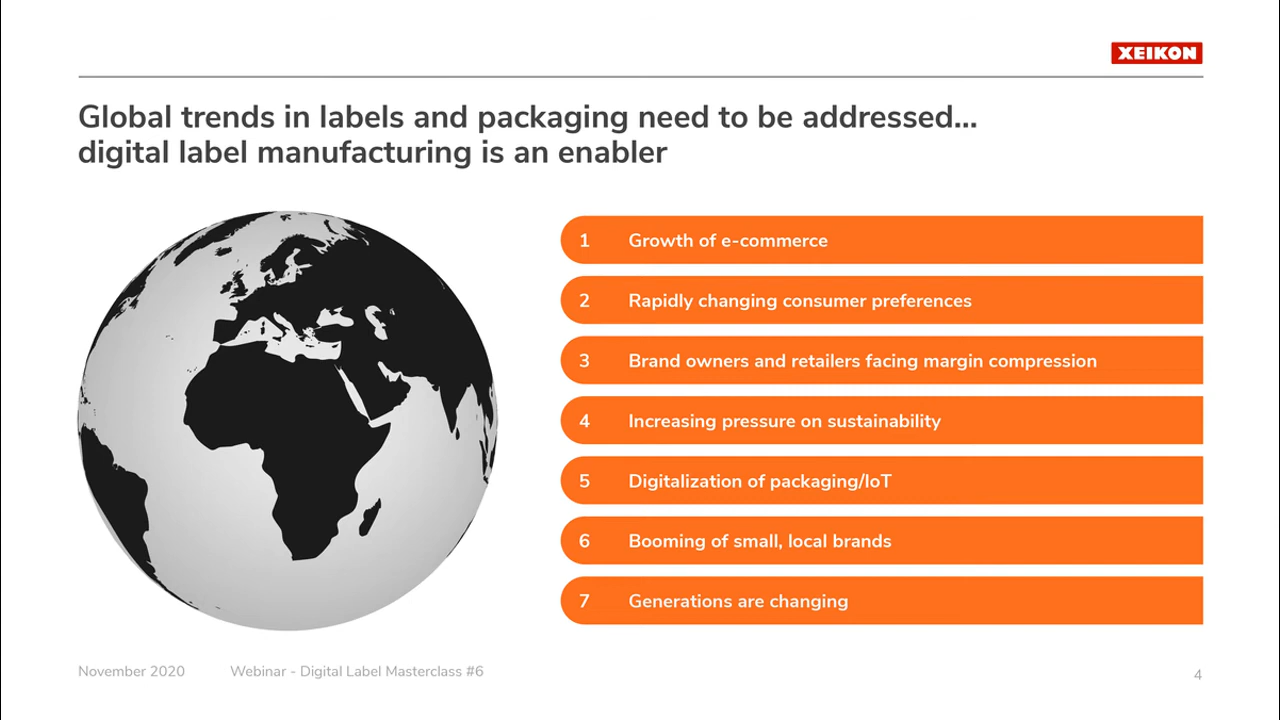 XEIKON
Global trends in labels and packaging need to be addressed...
digital label manufacturing is an enabler
1 Growth of e-commerce
2 Rapidly changing consumer preferences
3 Brand owners and retailers facing margin compression
4 Increasing pressure on sustainability
5 Digitalization of packaging/IoT
6 Booming of small, local brands
7 Generations are changing
November 2020 Webinar - Digital Label Masterclass #6 4